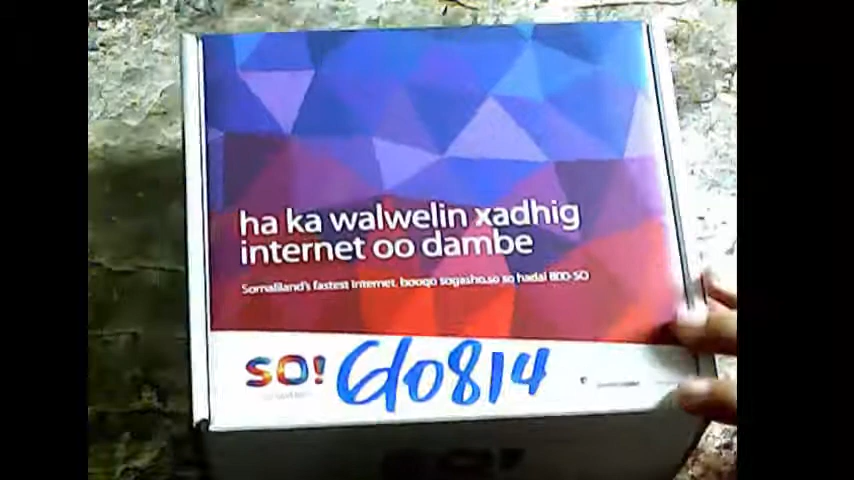 ha ka walwelin xadhig
internet oo dambe
Somaliland's fastest Internet. booqo sogasho.so so hadal 800-SO
SO! 610814